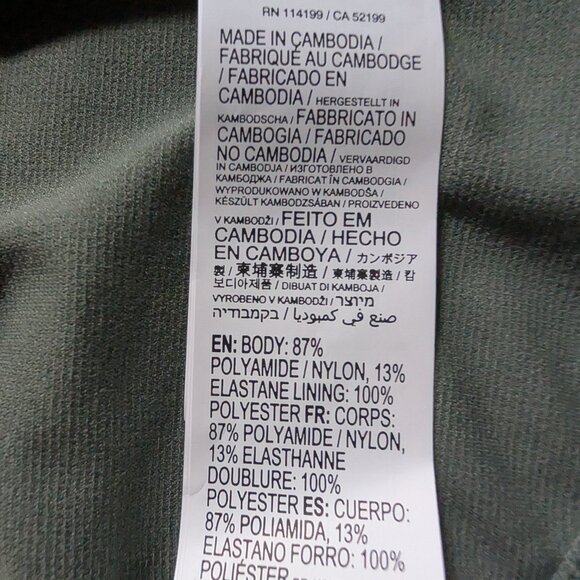 RN 114199 / CA 52199
MADE IN CAMBODIA /
FABRIQUÉ AU CAMBODGE
/ FABRICADO EN
CAMBODIA / HERGESTELLT IN
KAMBODSCHA / FABBRICATO IN
CAMBOGIA / FABRICADO
NO CAMBODIA / VERVAARDIGD
IN CAMBODJA / ИЗГОТОВЛЕНО В
КАМБОДЖА / FABRICAT ÎN CAMBODGIA /
WYPRODUKOWANO W KAMBODŻA /
KÉSZÜLT KAMBODZSÁBAN / PROIZVEDENO
V KAMBODŽI / FEITO EM
CAMBODIA / HECHO
EN CAMBOYA / カンボジア
製 / 柬埔寨制造 / 柬埔寨製造 / 캄
보디아제품 / DIBUAT DI KAMBOJA /
VYROBENO V KAMBODŽI / מיוצר
בקמבודיה / صنع في كمبوديا /
EN: BODY: 87%
POLYAMIDE / NYLON, 13%
ELASTANE LINING: 100%
POLYESTER FR: CORPS:
87% POLYAMIDE / NYLON,
13% ELASTHANNE
DOUBLURE: 100%
POLYESTER ES: CUERPO:
87% POLIAMIDA, 13%
ELASTANO FORRO: 100%
POLIÉSTER